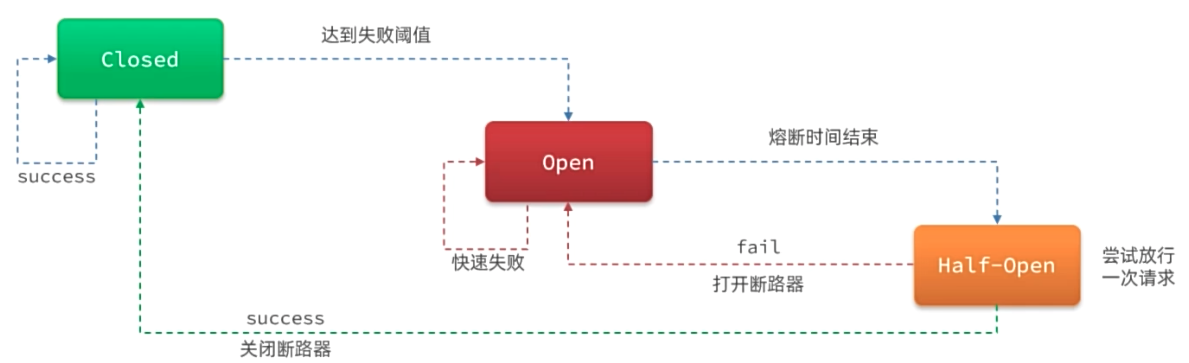 达到失败阈值
Closed
success
熔断时间结束
Open
快速失败
fail
打开断路器
Half-Open
尝试放行
一次请求
success
关闭断路器